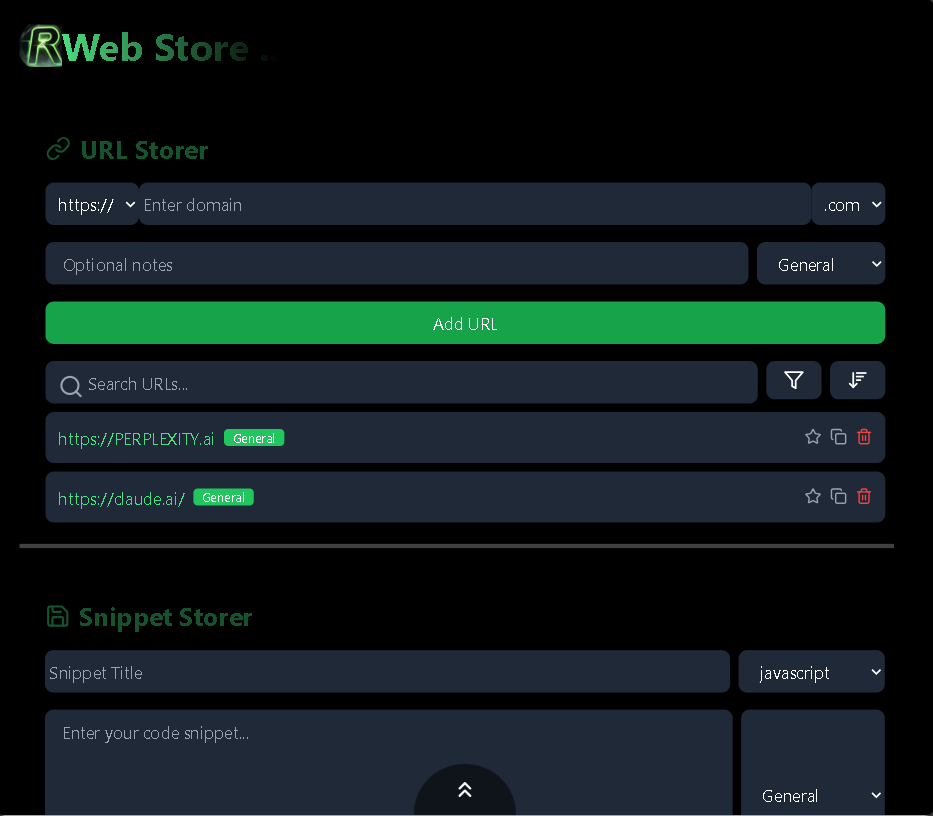 R Web Store ..
URL Storer
https:// Enter domain .com
Optional notes General
Add URL
Search URLs...
https://PERPLEXITY.ai General
https://claude.ai/ General
Snippet Storer
Snippet Title javascript
Enter your code snippet...
General